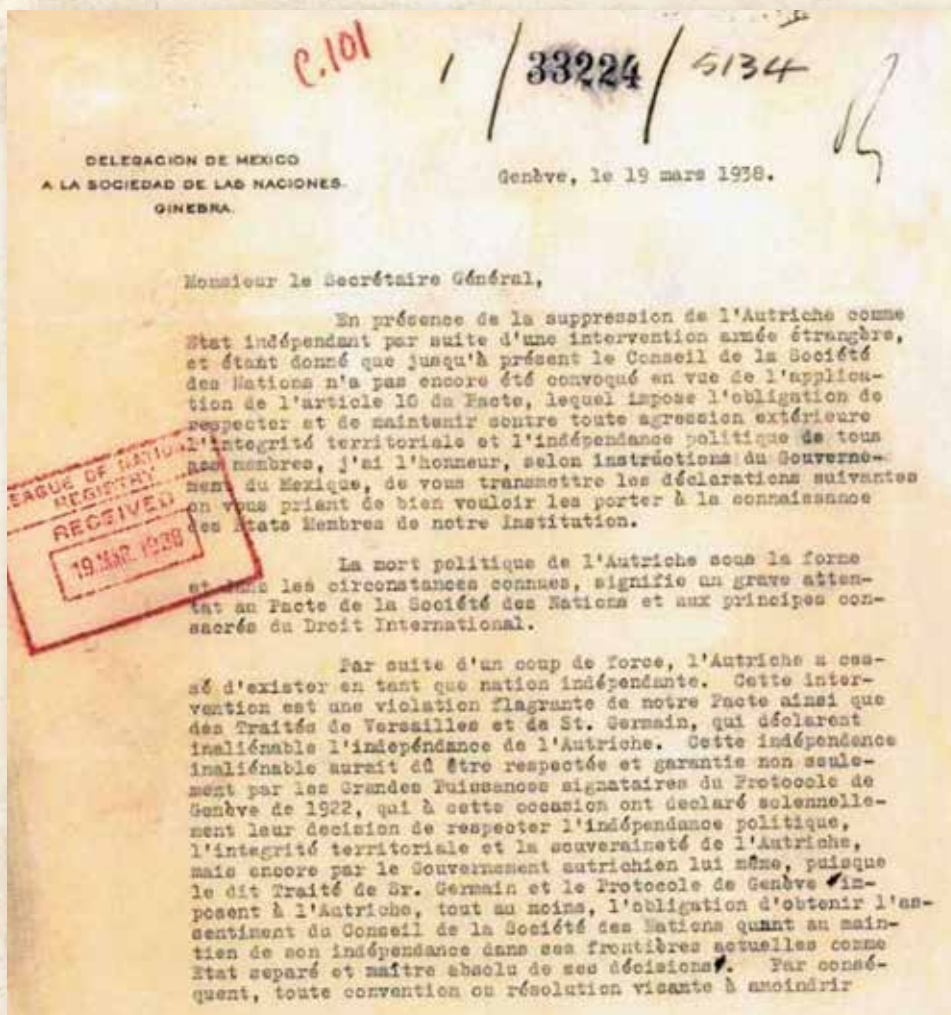 C.101
1 / 33224 / 5134
DELEGACION DE MEXICO
A LA SOCIEDAD DE LAS NACIONES.
GINEBRA.
Genève, le 19 mars 1938.
Monsieur le Secrétaire Général,
En présence de la suppression de l'Autriche comme
Etat indépendant par suite d'une intervention armée étrangère,
et étant donné que jusqu'à présent le Conseil de la Société
des Nations n'a pas encore été convoqué en vue de l'applica-
tion de l'article 10 du Pacte, lequel impose l'obligation de
respecter et de maintenir contre toute agression extérieure
l'integrité territoriale et l'indépendance politique de tous
ses membres, j'ai l'honneur, selon instructions du Gouverne-
ment du Mexique, de vous transmettre les déclarations suivantes
en vous priant de bien vouloir les porter à la connaissance
des Etats Membres de notre Institution.
LEAGUE OF NATIONS
REGISTRY
RECEIVED
19 MAR. 1938
La mort politique de l'Autriche sous la forme
et dans les circonstances connues, signifie un grave atten-
tat au Pacte de la Société des Nations et aux principes con-
sacrés du Droit International.
Par suite d'un coup de force, l'Autriche a ces-
sé d'exister en tant que nation indépendante. Cette inter-
vention est une violation flagrante de notre Pacte ainsi que
des Traités de Versailles et de St. Germain, qui déclarent
inaliénable l'indépéndance de l'Autriche. Cette indépendence
inaliénable aurait dû être respectée et garantie non seule-
ment par les Grandes Puissances signataires du Protocole de
Genève de 1922, qui à cette occasion ont declaré solennelle-
ment leur decision de respecter l'indépendance politique,
l'integrité territoriale et la souveraineté de l'Autriche,
mais encore par le Gouvernement autrichien lui même, puisque
le dit Traité de Sr. Germain et le Protocole de Genève im-
posent à l'Autriche, tout au moins, l'obligation d'obtenir l'as-
sentiment du Conseil de la Société des Nations quant au main-
tien de son indépendance dans ses frontières actuelles comme
Etat separé et maître absolu de ses décisions. Par consé-
quent, toute convention ou résolution visante à amoindrir